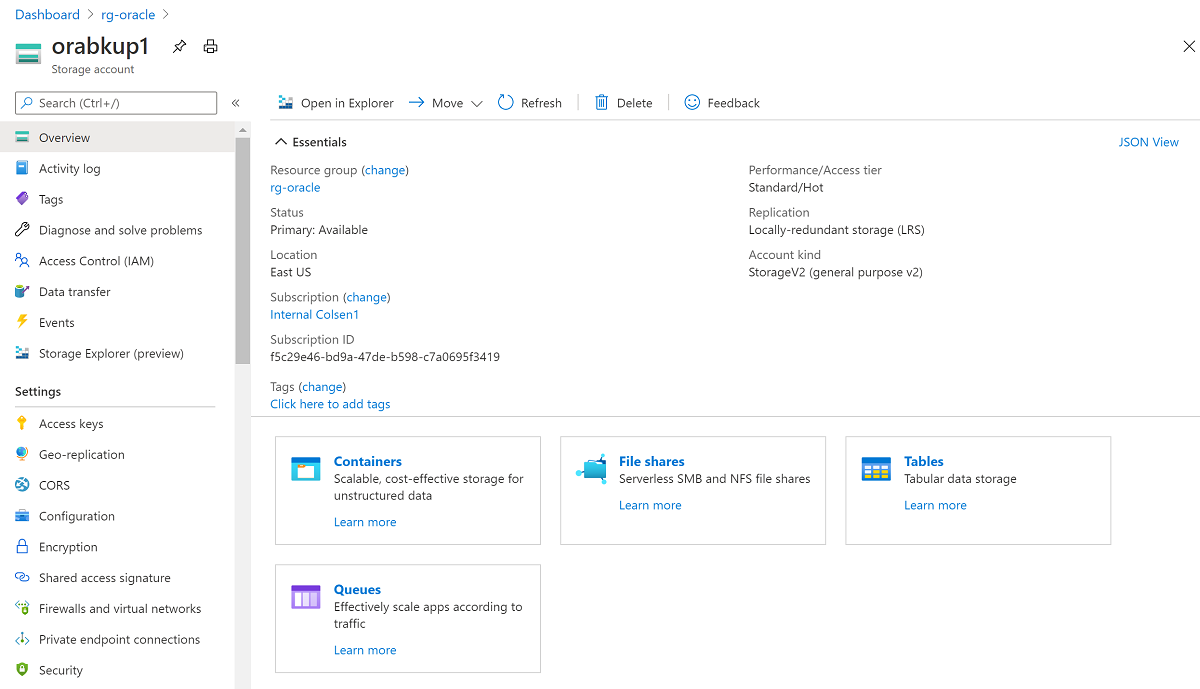 Dashboard > rg-oracle >
orabkup1
Storage account
Search (Ctrl+/)
«
Overview
Activity log
Tags
Diagnose and solve problems
Access Control (IAM)
Data transfer
Events
Storage Explorer (preview)
Settings
Access keys
Geo-replication
CORS
Configuration
Encryption
Shared access signature
Firewalls and virtual networks
Private endpoint connections
Security
Open in Explorer Move Refresh Delete Feedback
Essentials
JSON View
Resource group (change)
rg-oracle
Status
Primary: Available
Location
East US
Subscription (change)
Internal Colsen1
Subscription ID
f5c29e46-bd9a-47de-b598-c7a0695f3419
Tags (change)
Click here to add tags
Performance/Access tier
Standard/Hot
Replication
Locally-redundant storage (LRS)
Account kind
StorageV2 (general purpose v2)
Containers
Scalable, cost-effective storage for
unstructured data
Learn more
File shares
Serverless SMB and NFS file shares
Learn more
Tables
Tabular data storage
Learn more
Queues
Effectively scale apps according to
traffic
Learn more